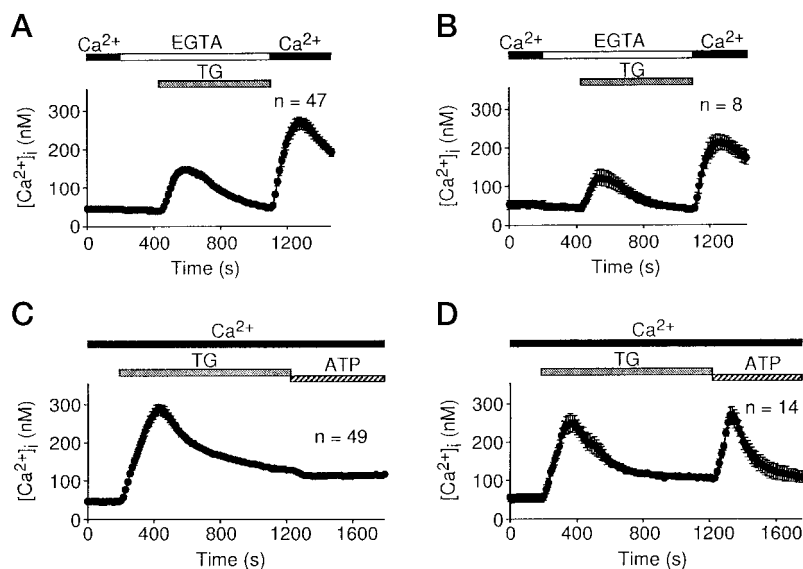 A
Ca2+ EGTA Ca2+
TG
n = 47
[Ca2+]i (nM)
300
200
100
0
0 400 800 1200
Time (s)
B
Ca2+ EGTA Ca2+
TG
n = 8
[Ca2+]i (nM)
300
200
100
0
0 400 800 1200
Time (s)
C
Ca2+
TG
ATP
n = 49
[Ca2+]i (nM)
300
200
100
0
0 400 800 1200 1600
Time (s)
D
Ca2+
TG
ATP
n = 14
[Ca2+]i (nM)
300
200
100
0
0 400 800 1200 1600
Time (s)